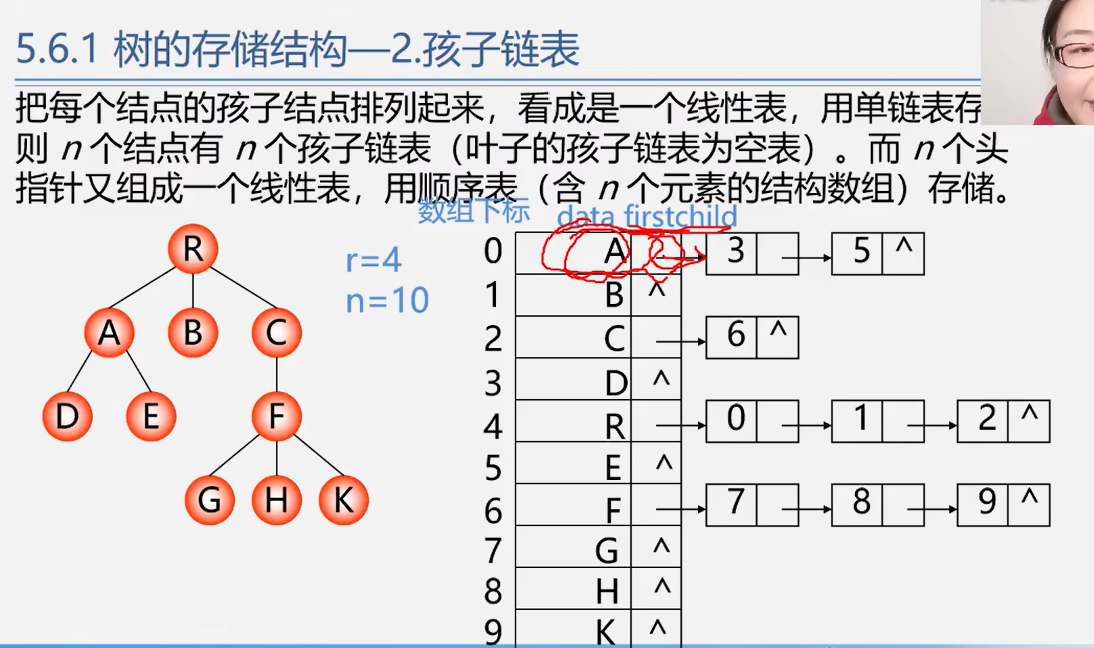 5.6.1 树的存储结构—2.孩子链表
把每个结点的孩子结点排列起来，看成是一个线性表，用单链表存
则 n 个结点有 n 个孩子链表（叶子的孩子链表为空表）。而 n 个头
指针又组成一个线性表，用顺序表（含 n 个元素的结构数组）存储。
数组下标 data firstchild
R
A B C
D E F
G H K
r=4
n=10
0 A 3 5 ^
1 B ^
2 C 6 ^
3 D ^
4 R 0 1 2 ^
5 E ^
6 F 7 8 9 ^
7 G ^
8 H ^
9 K ^